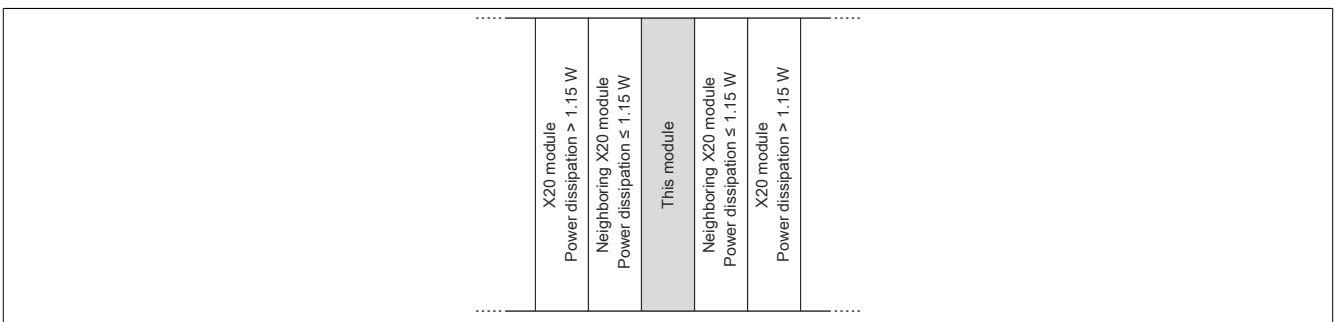 X20 module
Power dissipation > 1.15 W
Neighboring X20 module
Power dissipation ≤ 1.15 W
This module
Neighboring X20 module
Power dissipation ≤ 1.15 W
X20 module
Power dissipation > 1.15 W